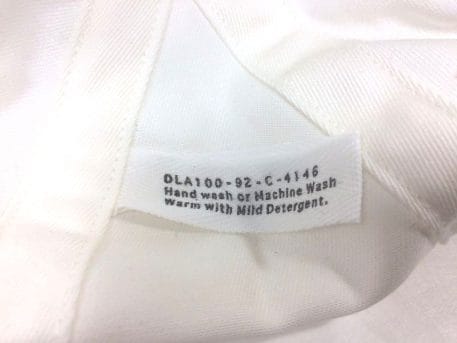 DLA100-92-C-4146
Hand wash or Machine Wash
Warm with Mild Detergent.